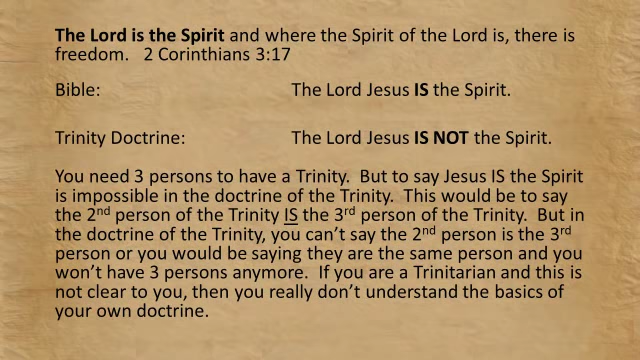 The Lord is the Spirit and where the Spirit of the Lord is, there is
freedom.   2 Corinthians 3:17
Bible: The Lord Jesus IS the Spirit.
Trinity Doctrine: The Lord Jesus IS NOT the Spirit.
You need 3 persons to have a Trinity.  But to say Jesus IS the Spirit
is impossible in the doctrine of the Trinity.  This would be to say
the 2nd person of the Trinity IS the 3rd person of the Trinity.  But in
the doctrine of the Trinity, you can’t say the 2nd person is the 3rd
person or you would be saying they are the same person and you
won’t have 3 persons anymore.  If you are a Trinitarian and this is
not clear to you, then you really don’t understand the basics of
your own doctrine.